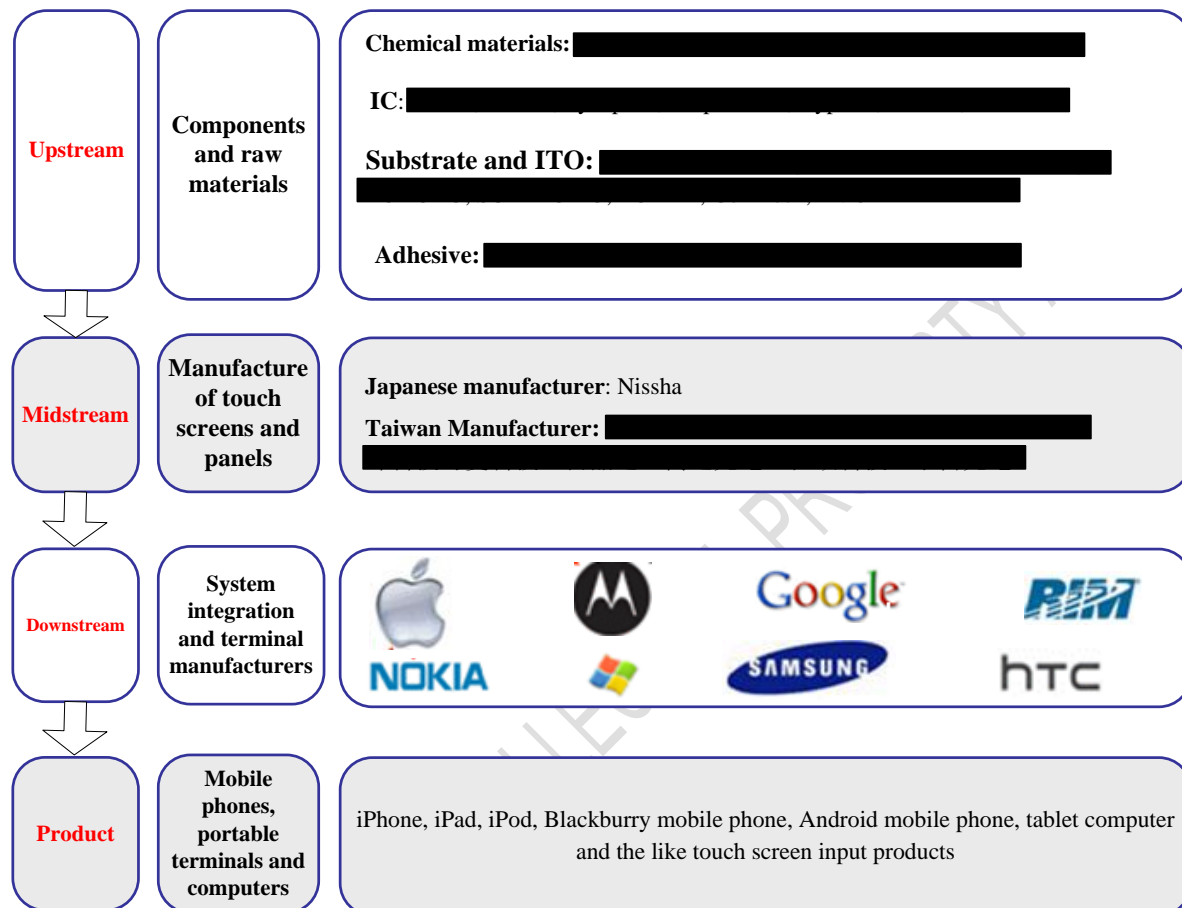 Upstream
Components
and raw
materials
Chemical materials:
IC:
Substrate and ITO:
Adhesive:
Midstream
Manufacture
of touch
screens and
panels
Japanese manufacturer: Nissha
Taiwan Manufacturer:
Downstream
System
integration
and terminal
manufacturers
Google
RIM
NOKIA
SAMSUNG
hTC
Product
Mobile
phones,
portable
terminals and
computers
iPhone, iPad, iPod, Blackburry mobile phone, Android mobile phone, tablet computer
and the like touch screen input products